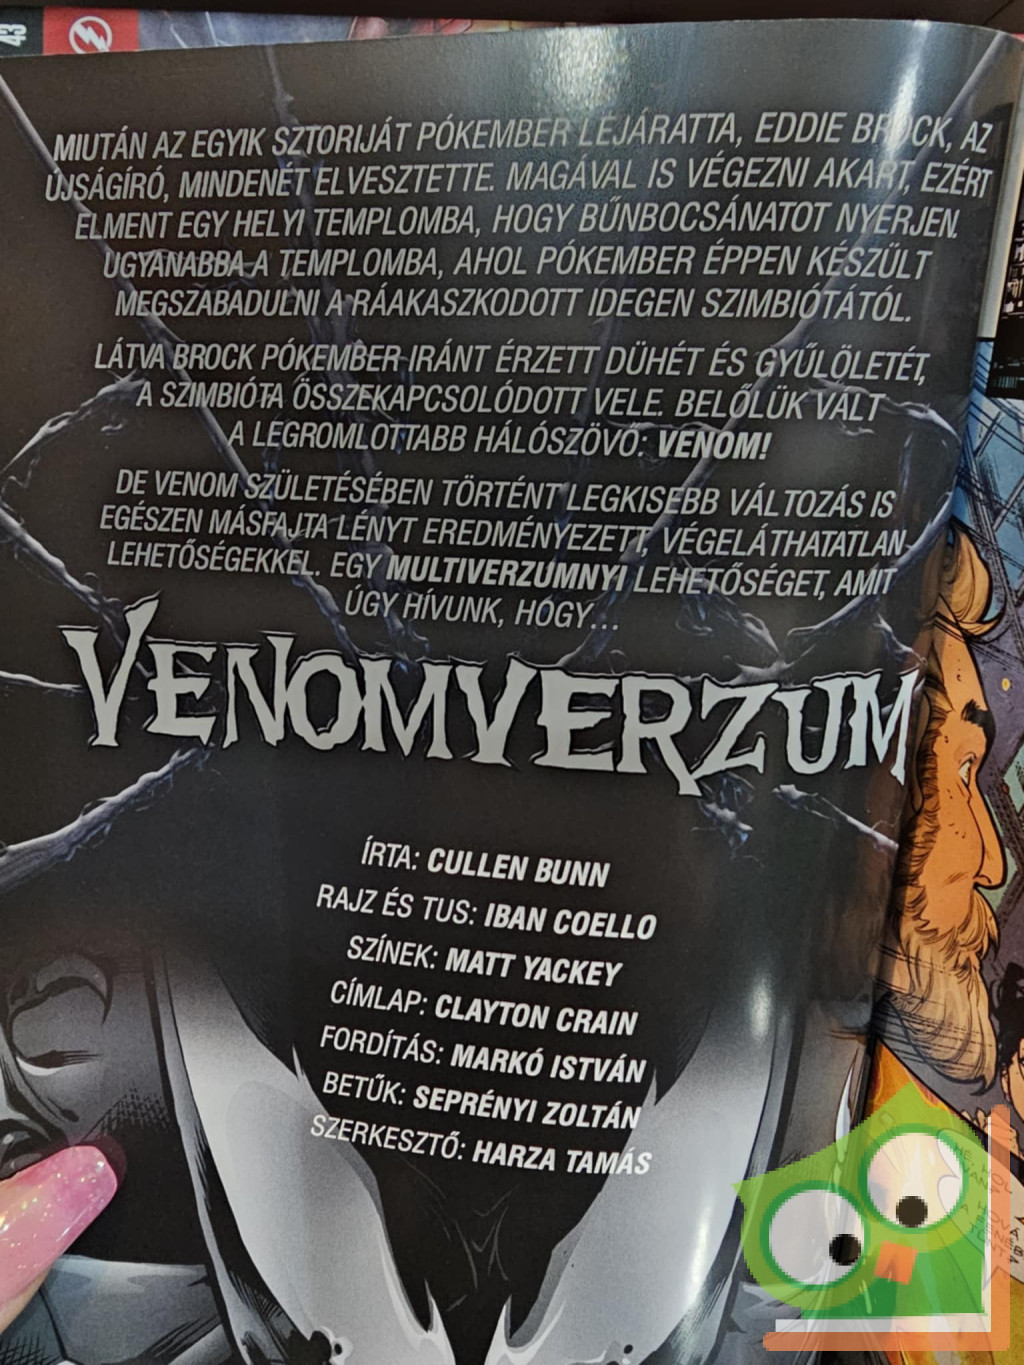 43
MIUTÁN AZ EGYIK SZTORIJÁT PÓKEMBER LEJÁRATTA, EDDIE BROCK, AZ
ÚJSÁGÍRÓ, MINDENÉT ELVESZTETTE. MAGÁVAL IS VÉGEZNI AKART, EZÉRT
ELMENT EGY HELYI TEMPLOMBA, HOGY BŰNBOCSÁNATOT NYERJEN.
UGYANABBA A TEMPLOMBA, AHOL PÓKEMBER ÉPPEN KÉSZÜLT
MEGSZABADULNI A RÁAKASZKODOTT IDEGEN SZIMBIÓTÁTÓL.
LÁTVA BROCK PÓKEMBER IRÁNT ÉRZETT DÜHÉT ÉS GYŰLÖLETÉT,
A SZIMBIÓTA ÖSSZEKAPCSOLÓDOTT VELE. BELŐLÜK VÁLT
A LEGROMLOTTABB HÁLÓSZÖVŐ: VENOM!
DE VENOM SZÜLETÉSÉBEN TÖRTÉNT LEGKISEBB VÁLTOZÁS IS
EGÉSZEN MÁSFAJTA LÉNYT EREDMÉNYEZETT, VÉGELÁTHATATLAN
LEHETŐSÉGEKKEL. EGY MULTIVERZUMNYI LEHETŐSÉGET, AMIT
ÚGY HÍVUNK, HOGY...
VENOMVERZUM
ÍRTA: CULLEN BUNN
RAJZ ÉS TUS: IBAN COELLO
SZÍNEK: MATT YACKEY
CÍMLAP: CLAYTON CRAIN
FORDÍTÁS: MARKÓ ISTVÁN
BETŰK: SEPRÉNYI ZOLTÁN
SZERKESZTŐ: HARZA TAMÁS